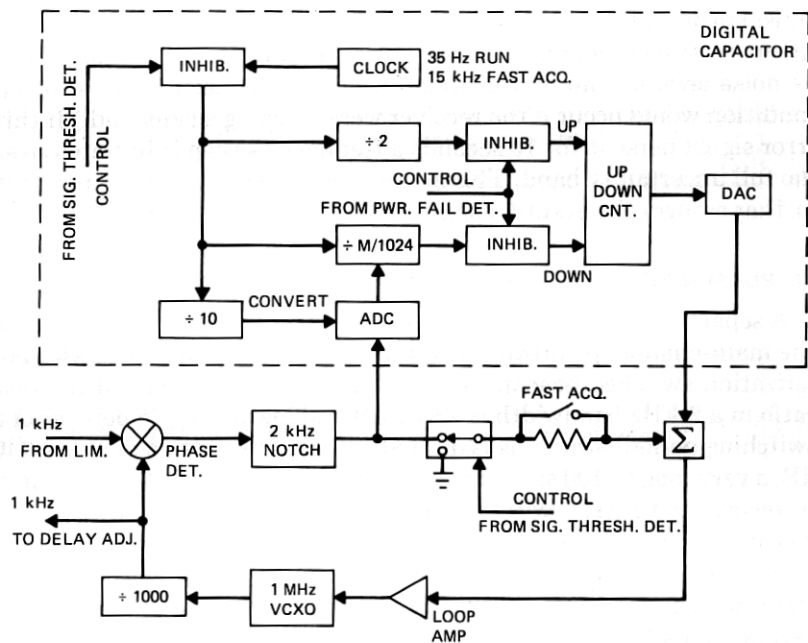 DIGITAL
CAPACITOR
INHIB.
CLOCK
35 Hz RUN
15 kHz FAST ACQ.
FROM SIG. THRESH. DET.
CONTROL
÷ 2
INHIB.
UP
CONTROL
FROM PWR. FAIL DET.
UP
DOWN
CNT.
DAC
÷ M/1024
INHIB.
DOWN
÷ 10
CONVERT
ADC
FAST ACQ.
1 kHz
FROM LIM.
PHASE
DET.
2 kHz
NOTCH
Σ
CONTROL
FROM SIG. THRESH. DET.
1 kHz
TO DELAY ADJ.
÷ 1000
1 MHz
VCXO
LOOP
AMP